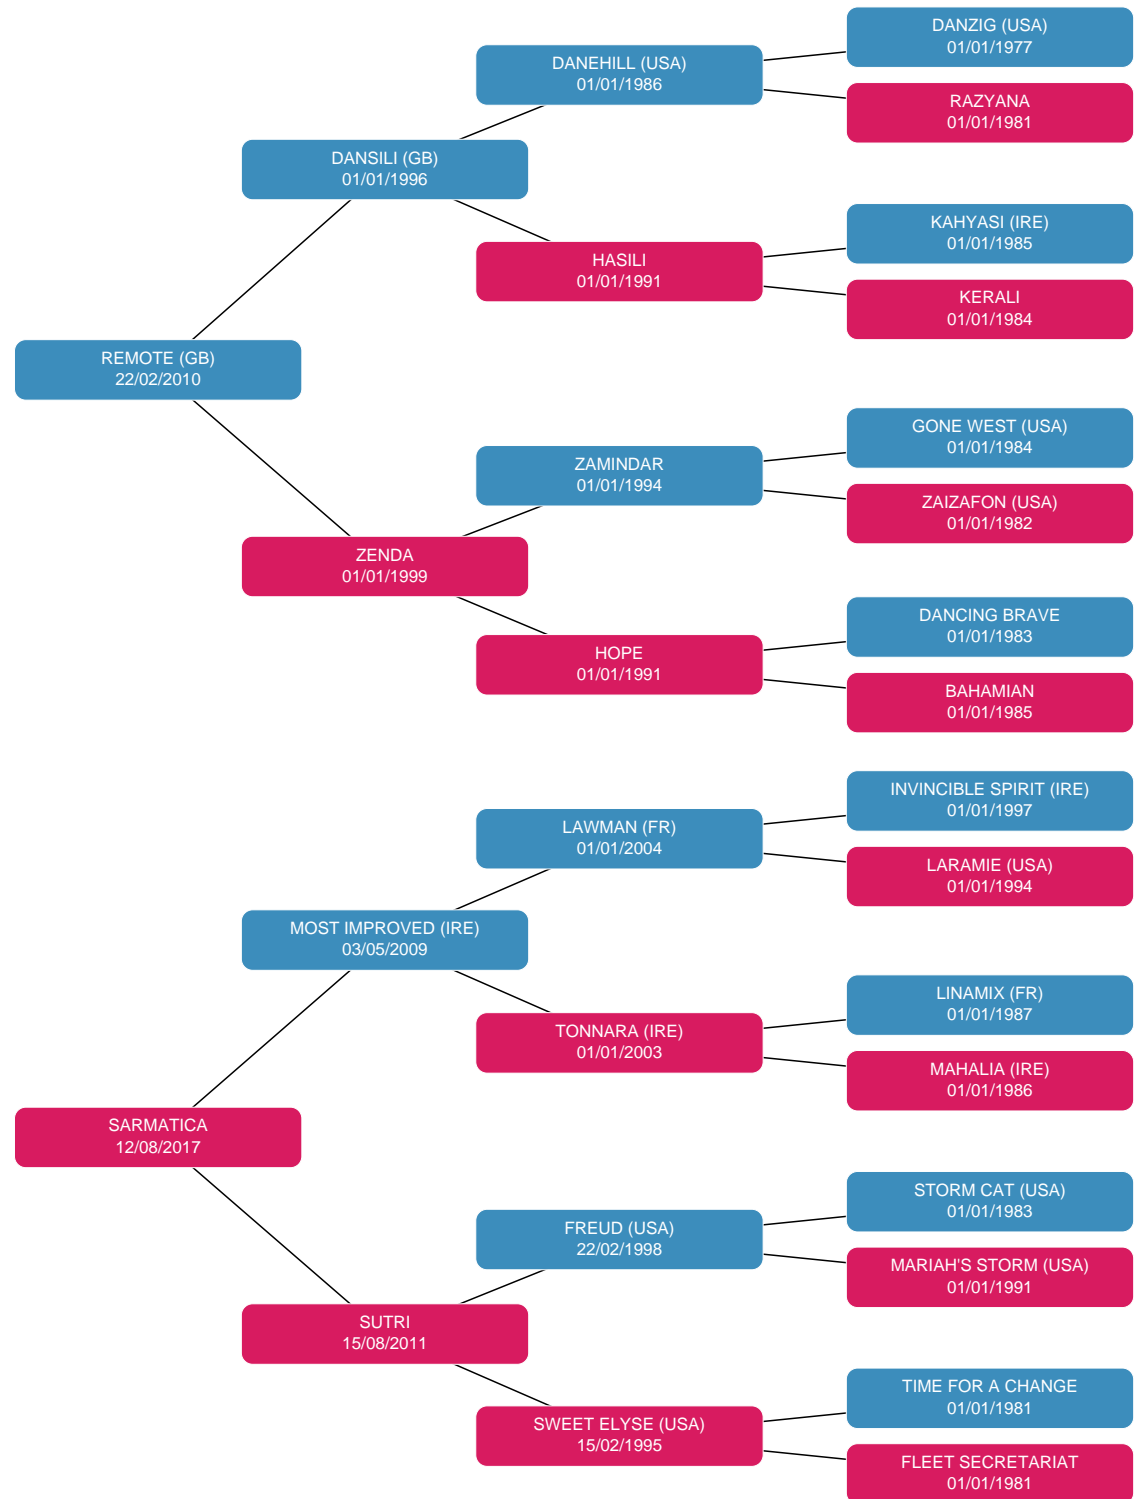 DANZIG (USA)
01/01/1977
DANEHILL (USA)
01/01/1986
RAZYANA
01/01/1981
DANSILI (GB)
01/01/1996
KAHYASI (IRE)
01/01/1985
HASILI
01/01/1991
KERALI
01/01/1984
REMOTE (GB)
22/02/2010
GONE WEST (USA)
01/01/1984
ZAMINDAR
01/01/1994
ZAIZAFON (USA)
01/01/1982
ZENDA
01/01/1999
DANCING BRAVE
01/01/1983
HOPE
01/01/1991
BAHAMIAN
01/01/1985
INVINCIBLE SPIRIT (IRE)
01/01/1997
LAWMAN (FR)
01/01/2004
LARAMIE (USA)
01/01/1994
MOST IMPROVED (IRE)
03/05/2009
LINAMIX (FR)
01/01/1987
TONNARA (IRE)
01/01/2003
MAHALIA (IRE)
01/01/1986
SARMATICA
12/08/2017
STORM CAT (USA)
01/01/1983
FREUD (USA)
22/02/1998
MARIAH'S STORM (USA)
01/01/1991
SUTRI
15/08/2011
TIME FOR A CHANGE
01/01/1981
SWEET ELYSE (USA)
15/02/1995
FLEET SECRETARIAT
01/01/1981